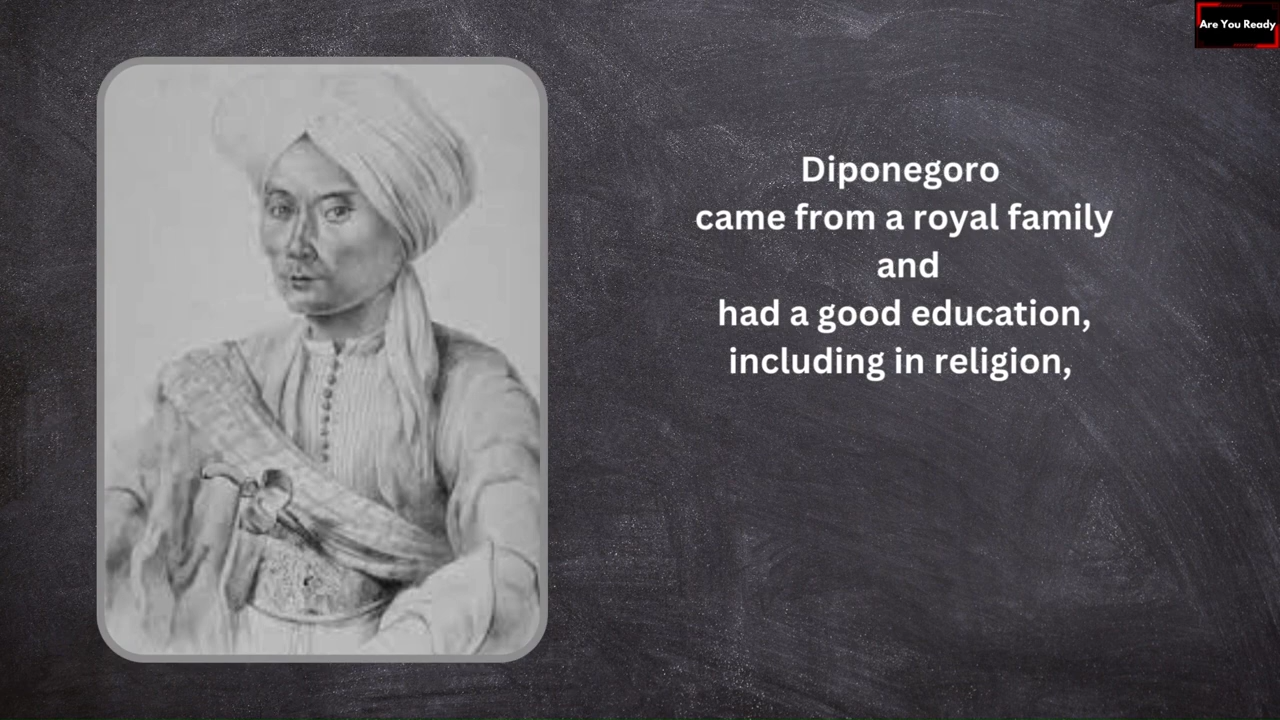 Are You Ready
Diponegoro
came from a royal family
and
had a good education,
including in religion,